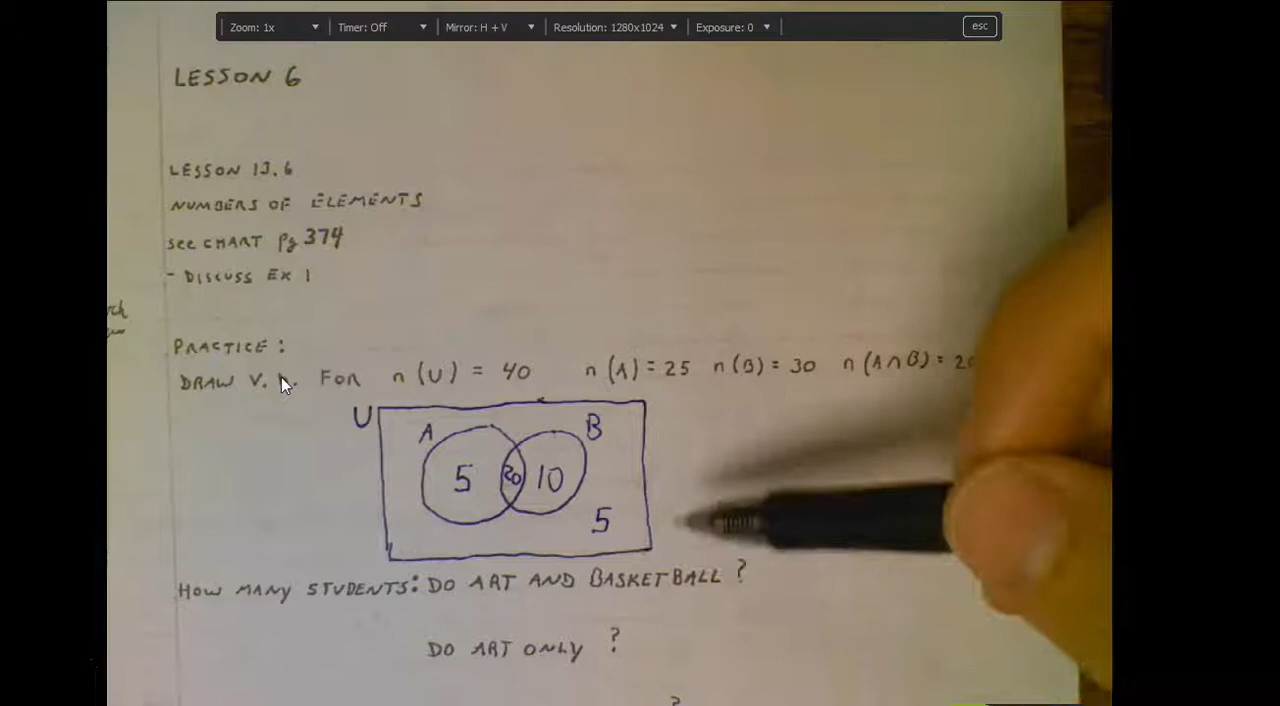 Zoom: 1x Timer: Off Mirror: H + V Resolution: 1280x1024 Exposure: 0 esc
LESSON 6
LESSON 13.6
NUMBERS OF ELEMENTS
see CHART pg 374
- DISCUSS EX 1
PRACTICE :
DRAW V. FOR n (U) = 40 n (A) = 25 n (B) = 30 n (A ∩ B) = 20
U
A B
5 20 10
5
HOW MANY STUDENTS: DO ART AND BASKETBALL ?
DO ART ONLY ?
?